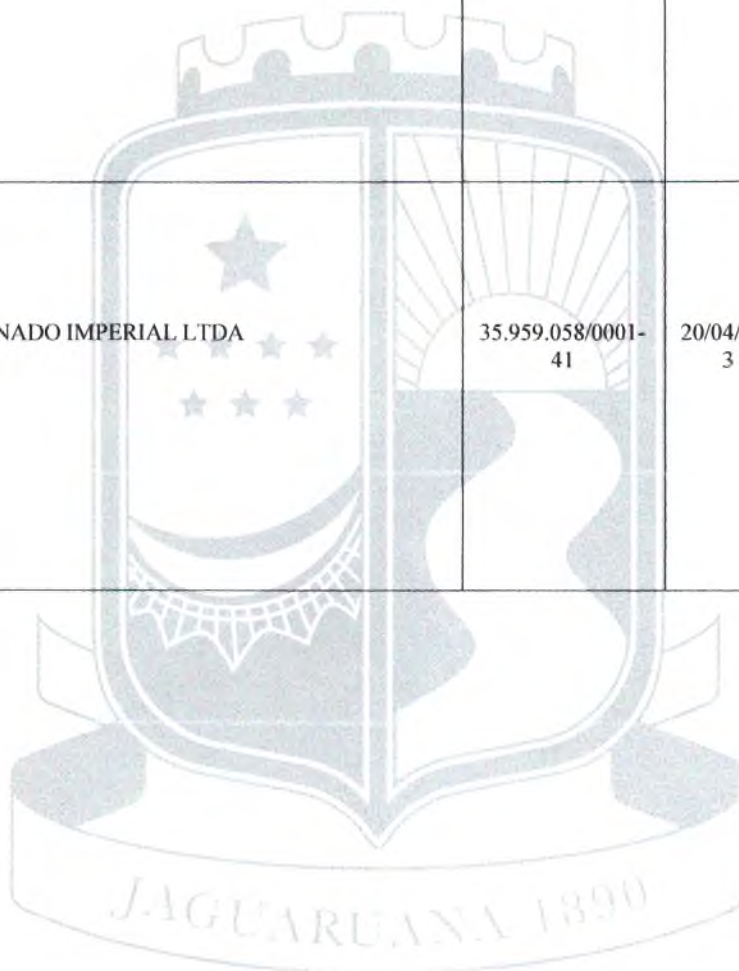 NADO IMPERIAL LTDA
35.959.058/0001-
41
20/04/
3
JAGUARUANA 1890